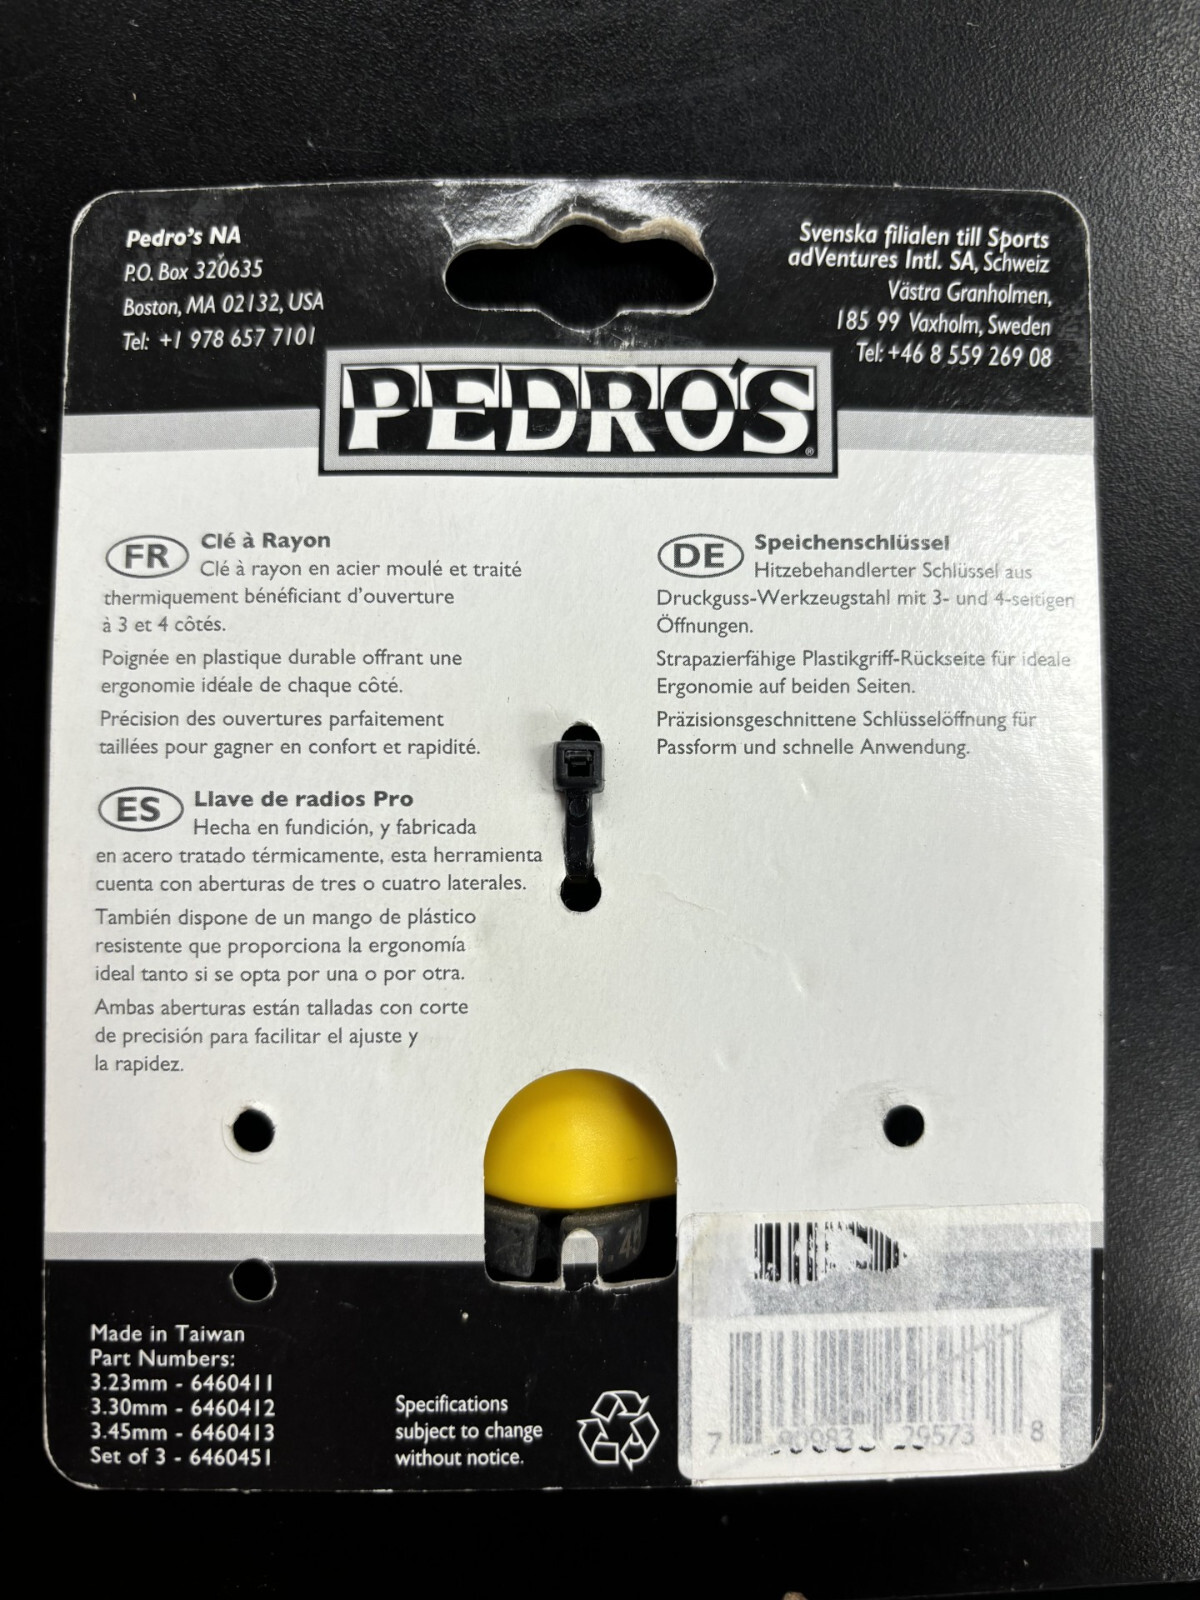 Pedro's NA
P.O. Box 320635
Boston, MA 02132, USA
Tel: +1 978 657 7101
Svenska filialen till Sports
adVentures Intl. SA, Schweiz
Västra Granholmen,
185 99 Vaxholm, Sweden
Tel: +46 8 559 269 08
PEDRO'S®
FR Clé à Rayon
Clé à rayon en acier moulé et traité
thermiquement bénéficiant d'ouverture
à 3 et 4 côtés.
Poignée en plastique durable offrant une
ergonomie idéale de chaque côté.
Précision des ouvertures parfaitement
taillées pour gagner en confort et rapidité.
DE Speichenschlüssel
Hitzebehandlerter Schlüssel aus
Druckguss-Werkzeugstahl mit 3- und 4-seitigen
Öffnungen.
Strapazierfähige Plastikgriff-Rückseite für ideale
Ergonomie auf beiden Seiten.
Präzisionsgeschnittene Schlüsselöffnung für
Passform und schnelle Anwendung.
ES Llave de radios Pro
Hecha en fundición, y fabricada
en acero tratado térmicamente, esta herramienta
cuenta con aberturas de tres o cuatro laterales.
También dispone de un mango de plástico
resistente que proporciona la ergonomía
ideal tanto si se opta por una o por otra.
Ambas aberturas están talladas con corte
de precisión para facilitar el ajuste y
la rapidez.
Made in Taiwan
Part Numbers:
3.23mm - 6460411
3.30mm - 6460412
3.45mm - 6460413
Set of 3 - 6460451
Specifications
subject to change
without notice.
7 90983 29573 8